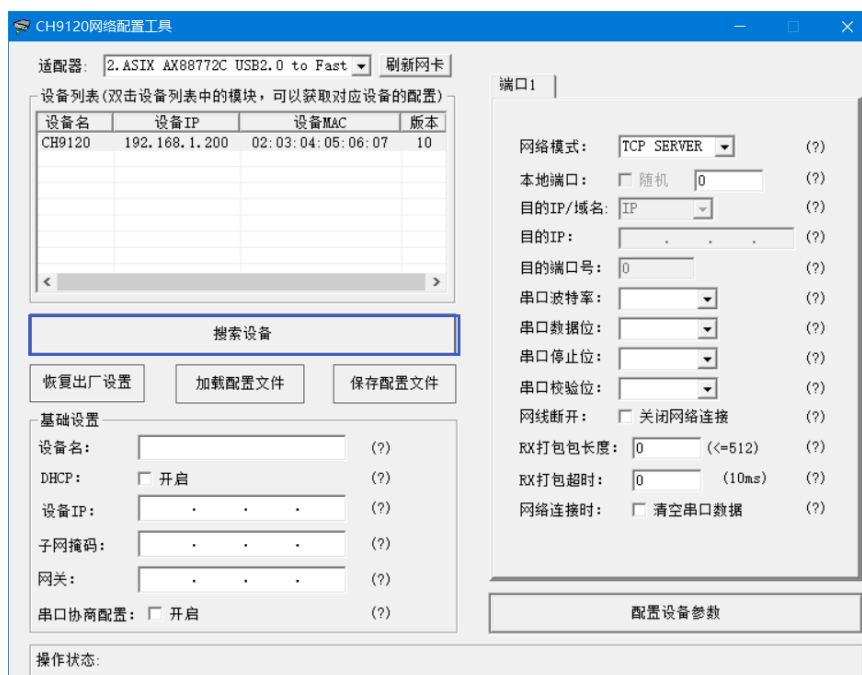 CH9120网络配置工具
适配器: 2.ASIX AX88772C USB2.0 to Fast 刷新网卡
设备列表(双击设备列表中的模块，可以获取对应设备的配置)
设备名 设备IP 设备MAC 版本
CH9120 192.168.1.200 02:03:04:05:06:07 10
搜索设备
恢复出厂设置 加载配置文件 保存配置文件
基础设置
设备名: (?)
DHCP: 开启 (?)
设备IP: . . . (?)
子网掩码: . . . (?)
网关: . . . (?)
串口协商配置: 开启 (?)
端口1
网络模式: TCP SERVER (?)
本地端口: 随机 0 (?)
目的IP/域名: IP (?)
目的IP: . . . (?)
目的端口号: 0 (?)
串口波特率: (?)
串口数据位: (?)
串口停止位: (?)
串口校验位: (?)
网线断开: 关闭网络连接 (?)
RX打包包长度: 0 (<=512) (?)
RX打包超时: 0 (10ms) (?)
网络连接时: 清空串口数据 (?)
配置设备参数
操作状态: